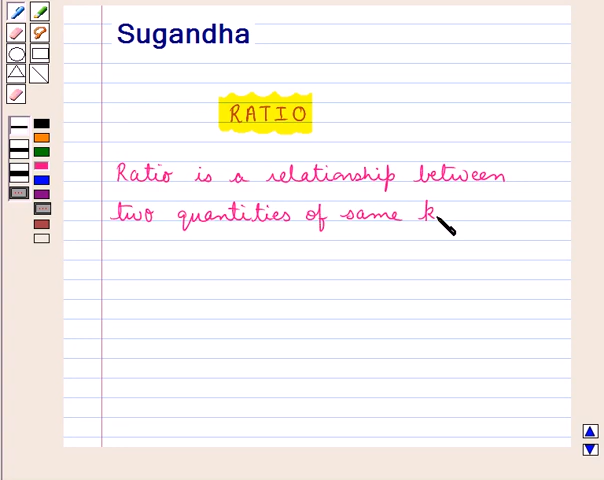 Sugandha
RATIO
Ratio is a relationship between
two quantities of same k